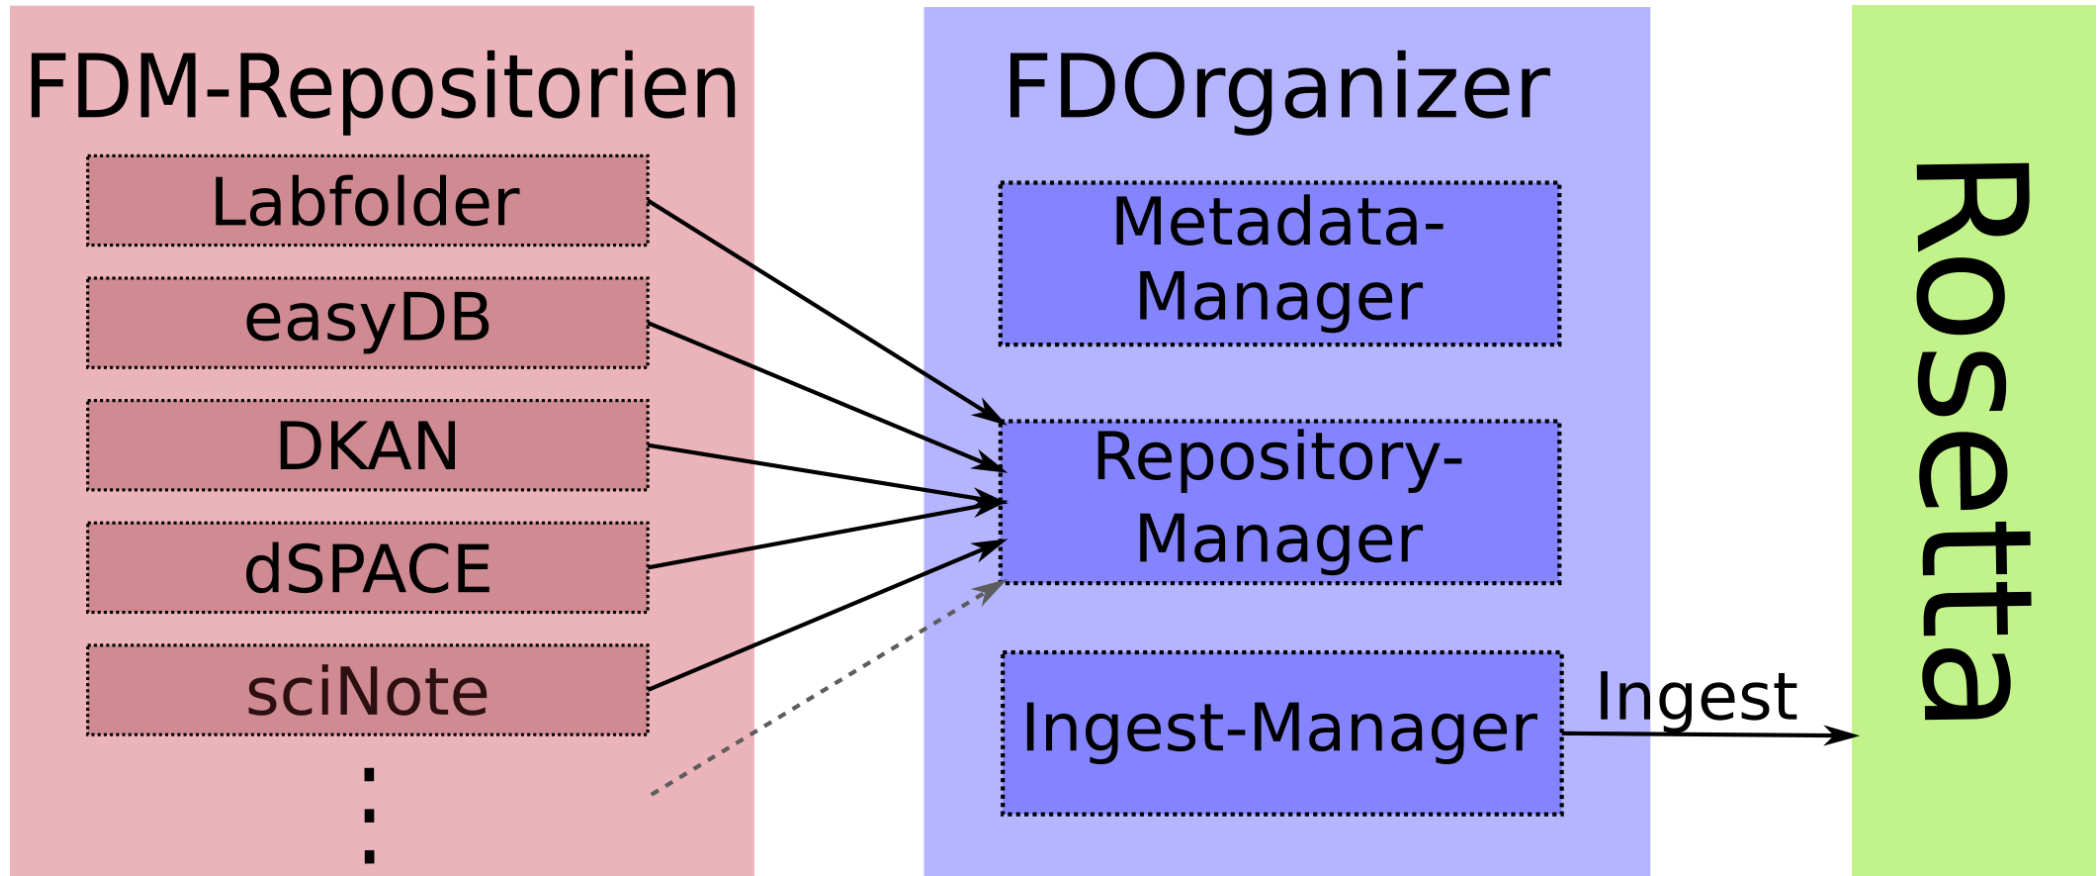 FDM-Repositorien
Labfolder
easyDB
DKAN
dSPACE
sciNote
FDOrganizer
Metadata-
Manager
Repository-
Manager
Ingest-Manager
Ingest
Rosetta